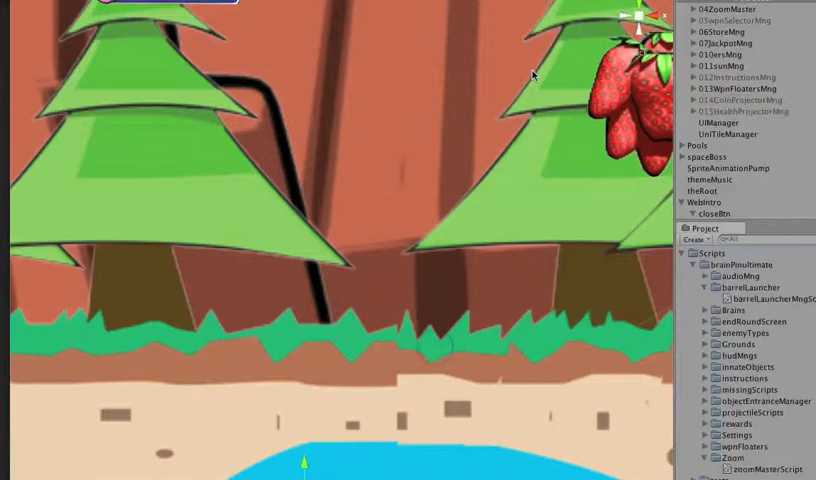 04ZoomMaster
05wpnSelectorMng
06StoreMng
07JackpotMng
010ersMng
011sunMng
012InstructionsMng
013WpnFloatersMng
014CoinProjectorMng
015HealthProjectorMng
UIManager
UniTileManager
Pools
spaceBoss
SpriteAnimationPump
themeMusic
theRoot
WebIntro
closeBtn
Project
Create
All
Scripts
brainPinultimate
audioMng
barrelLauncher
barrelLauncherMngSc
Brains
endRoundScreen
enemyTypes
Grounds
hudMngs
innateObjects
instructions
missingScripts
objectEntranceManager
projectileScripts
rewards
Settings
wpnFloaters
Zoom
zoomMasterScript